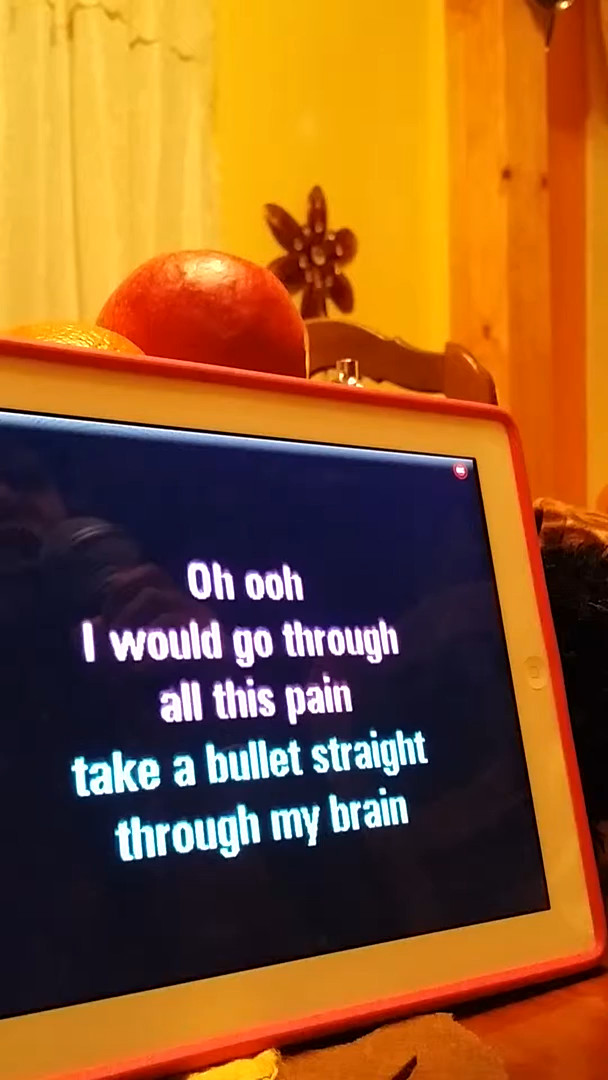 Oh ooh
I would go through
all this pain
take a bullet straight
through my brain